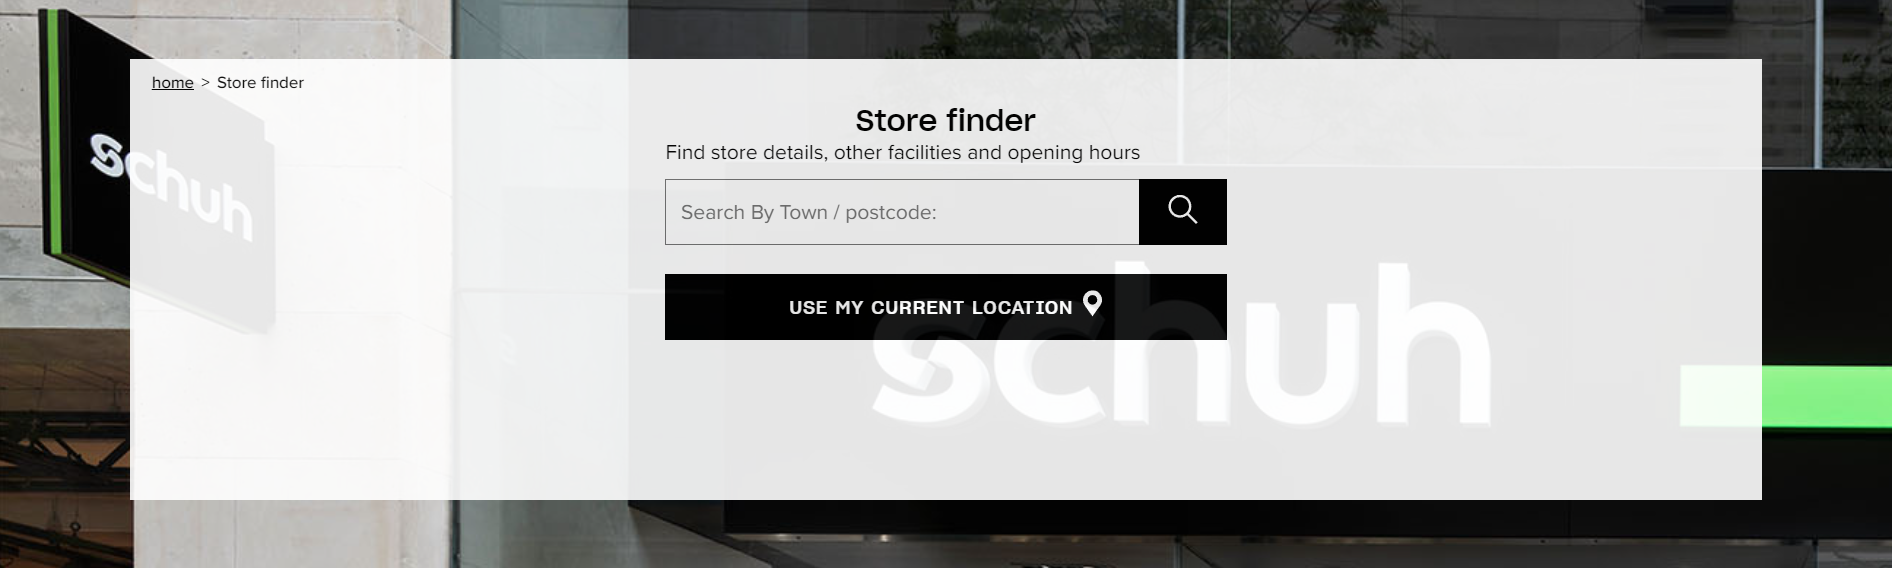 home > Store finder
Store finder
Find store details, other facilities and opening hours
Search By Town / postcode:
USE MY CURRENT LOCATION
schuh
schuh